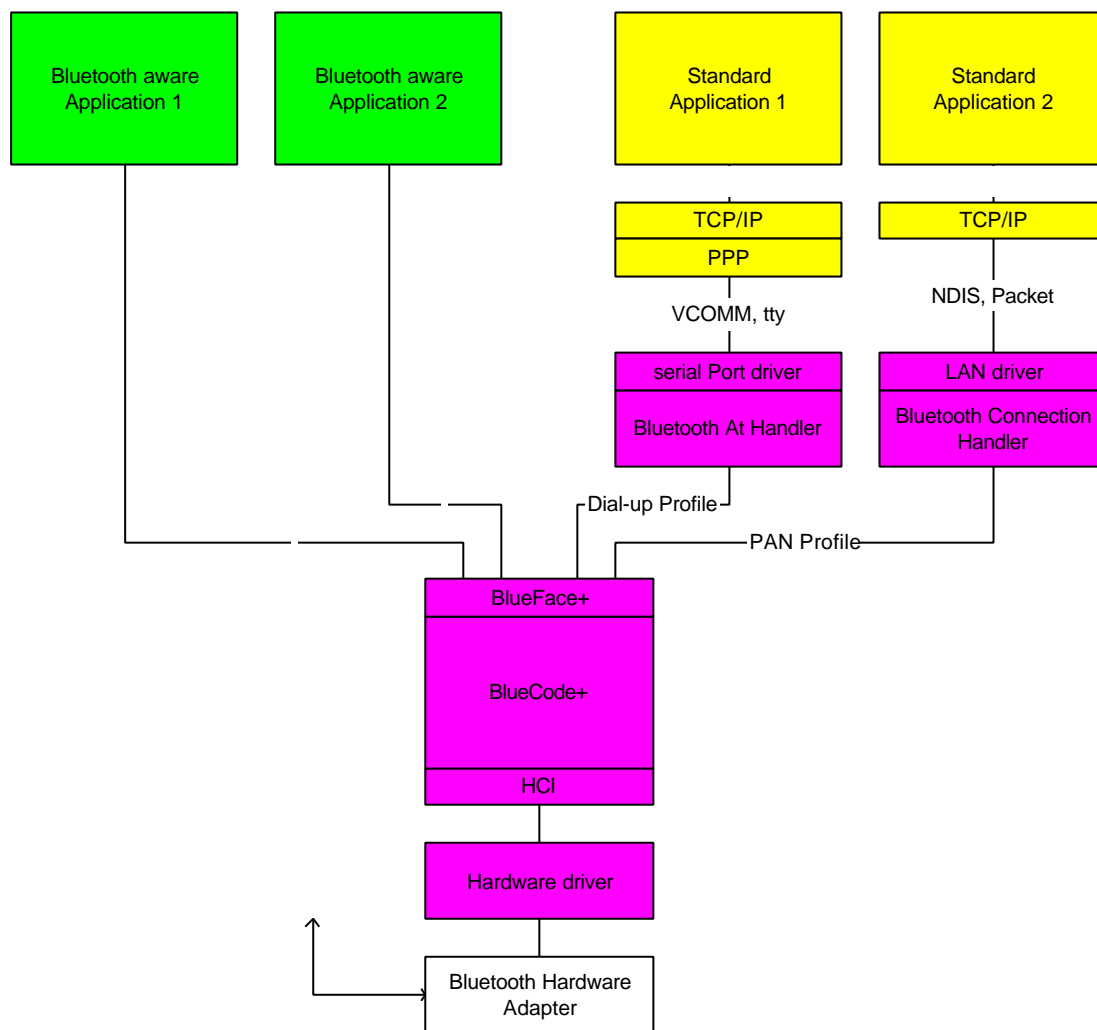 Bluetooth aware
Application 1
Bluetooth aware
Application 2
Standard
Application 1
Standard
Application 2
TCP/IP
PPP
TCP/IP
VCOMM, tty
NDIS, Packet
serial Port driver
Bluetooth At Handler
LAN driver
Bluetooth Connection
Handler
Dial-up Profile
PAN Profile
BlueFace+
BlueCode+
HCI
Hardware driver
Bluetooth Hardware
Adapter